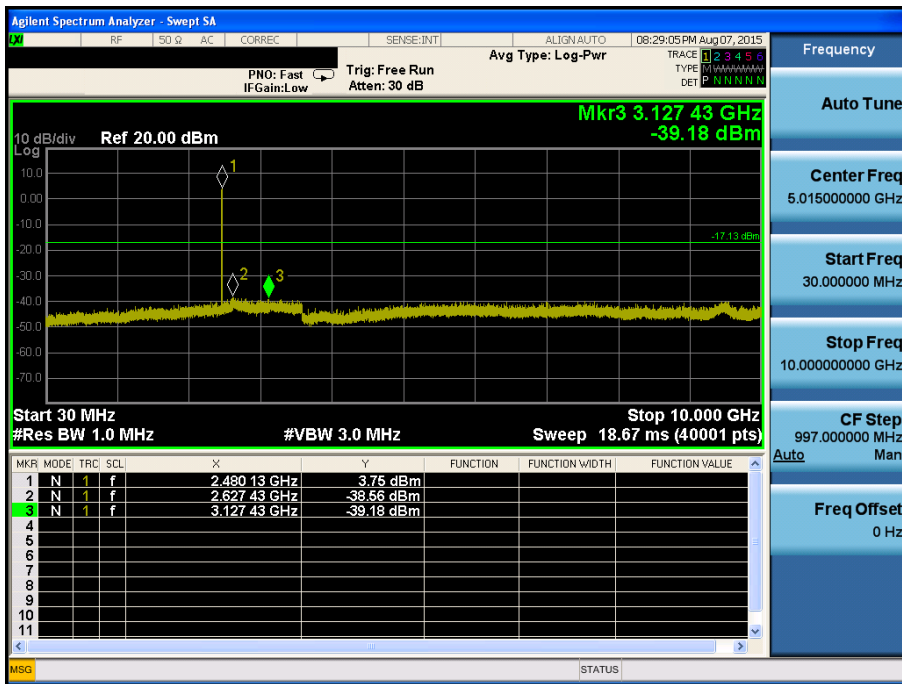 Agilent Spectrum Analyzer - Swept SA
LXI RF 50 Ω AC CORREC SENSE:INT ALIGN AUTO 08:29:05 PM Aug 07, 2015
Frequency
Avg Type: Log-Pwr
TRACE 1 2 3 4 5 6
PNO: Fast Trig: Free Run
TYPE M
IFGain:Low Atten: 30 dB
DET P N N N N N
Auto Tune
Mkr3 3.127 43 GHz
-39.18 dBm
10 dB/div Ref 20.00 dBm
Log
10.0
0.00
-10.0
-20.0
-30.0
-40.0
-50.0
-60.0
-70.0
1
2
3
-17.13 dBm
Center Freq
5.015000000 GHz
Start Freq
30.000000 MHz
Stop Freq
10.000000000 GHz
Start 30 MHz Stop 10.000 GHz
#Res BW 1.0 MHz #VBW 3.0 MHz Sweep 18.67 ms (40001 pts)
CF Step
997.000000 MHz
Auto Man
MKR MODE TRC SCL X Y FUNCTION FUNCTION WIDTH FUNCTION VALUE
1 N 1 f 2.480 13 GHz 3.75 dBm
2 N 1 f 2.627 43 GHz -38.56 dBm
3 N 1 f 3.127 43 GHz -39.18 dBm
4
5
6
7
8
9
10
11
Freq Offset
0 Hz
MSG STATUS